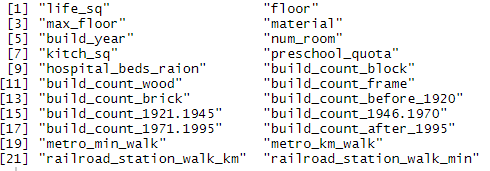 [1] "life_sq" "floor"
[3] "max_floor" "material"
[5] "build_year" "num_room"
[7] "kitch_sq" "preschool_quota"
[9] "hospital_beds_raion" "build_count_block"
[11] "build_count_wood" "build_count_frame"
[13] "build_count_brick" "build_count_before_1920"
[15] "build_count_1921.1945" "build_count_1946.1970"
[17] "build_count_1971.1995" "build_count_after_1995"
[19] "metro_min_walk" "metro_km_walk"
[21] "railroad_station_walk_km" "railroad_station_walk_min"